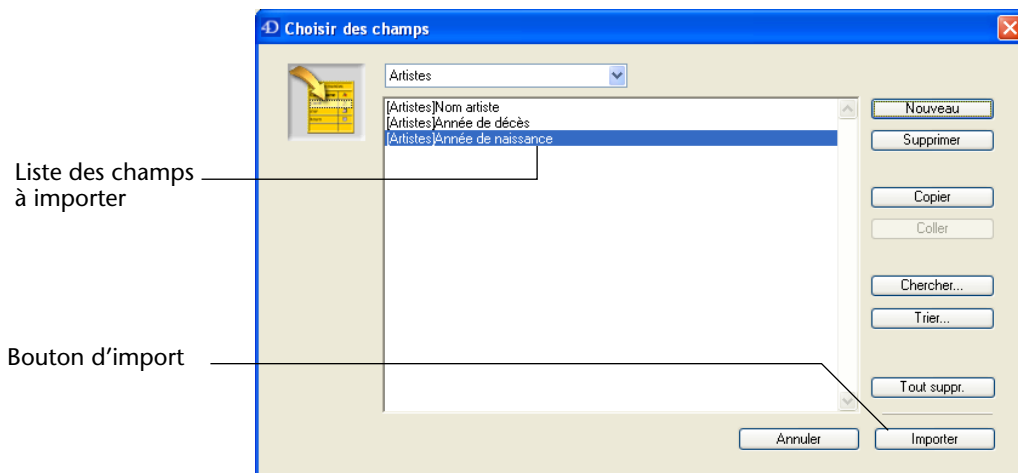 4D Choisir des champs
Artistes
[Artistes]Nom artiste
[Artistes]Année de décès
[Artistes]Année de naissance
Nouveau
Supprimer
Copier
Coller
Chercher...
Trier...
Tout suppr.
Annuler
Importer
Liste des champs
à importer
Bouton d’import